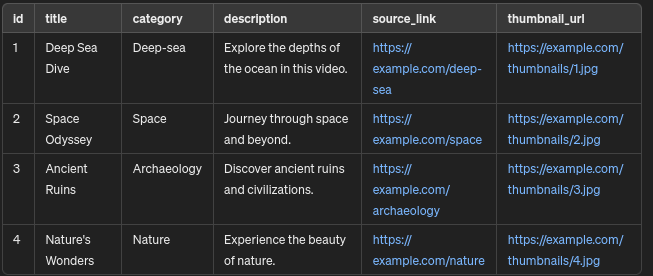 id title category description source_link thumbnail_url
1 Deep Sea Deep-sea Explore the depths of https:// https://example.com/
Dive the ocean in this video. example.com/deep- thumbnails/1.jpg
sea
2 Space Space Journey through space https:// https://example.com/
Odyssey and beyond. example.com/space thumbnails/2.jpg
3 Ancient Archaeology Discover ancient ruins https:// https://example.com/
Ruins and civilizations. example.com/ thumbnails/3.jpg
archaeology
4 Nature's Nature Experience the beauty https:// https://example.com/
Wonders of nature. example.com/nature thumbnails/4.jpg